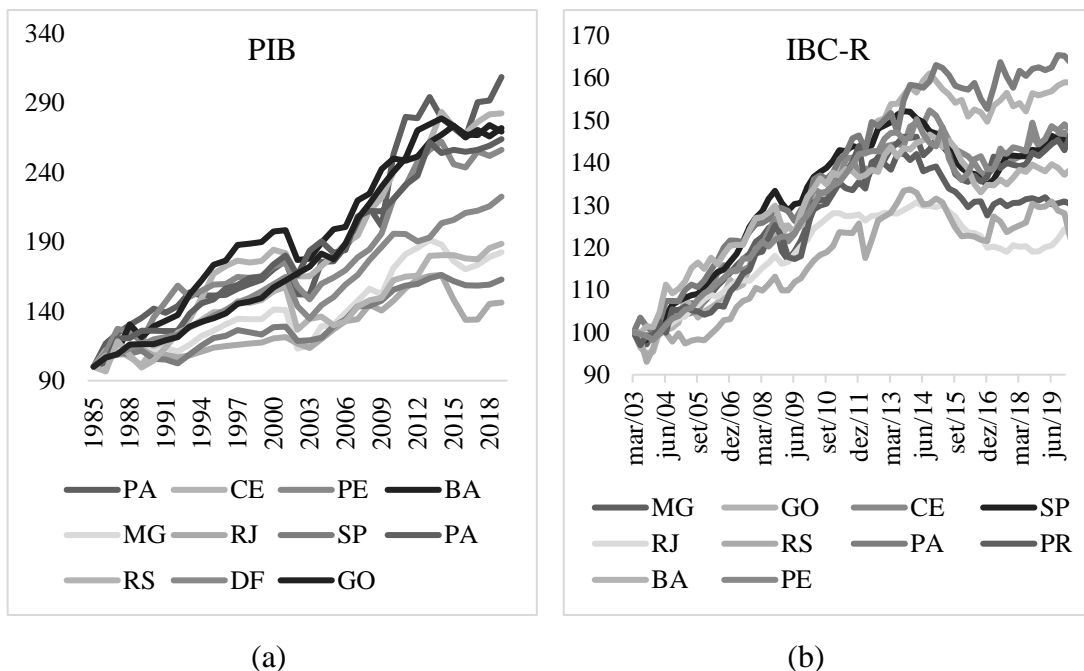 PIB
340
290
240
190
140
90
1985
1988
1991
1994
1997
2000
2003
2006
2009
2012
2015
2018
PA CE PE BA
MG RJ SP PA
RS DF GO
(a)
IBC-R
170
160
150
140
130
120
110
100
90
mar/03
jun/04
set/05
dez/06
mar/08
jun/09
set/10
dez/11
mar/13
jun/14
set/15
dez/16
mar/18
jun/19
MG GO CE SP
RJ RS PA PR
BA PE
(b)